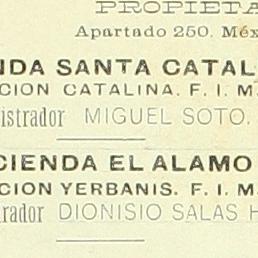 PROPIETA
Apartado 250. Méx
NDA SANTA CATAL
CION CATALINA. F. I. M
istrador MIGUEL SOTO.
CIENDA EL ALAMO
CION YERBANIS. F. I. M
rador DIONISIO SALAS H